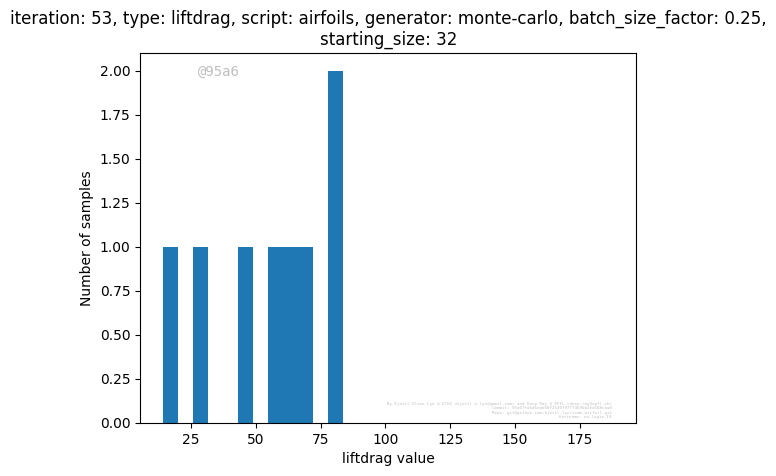 iteration: 53, type: liftdrag, script: airfoils, generator: monte-carlo, batch_size_factor: 0.25,
starting_size: 32
@95a6
2.00
1.75
1.50
1.25
1.00
0.75
0.50
0.25
0.00
Number of samples
25 50 75 100 125 150 175
liftdrag value